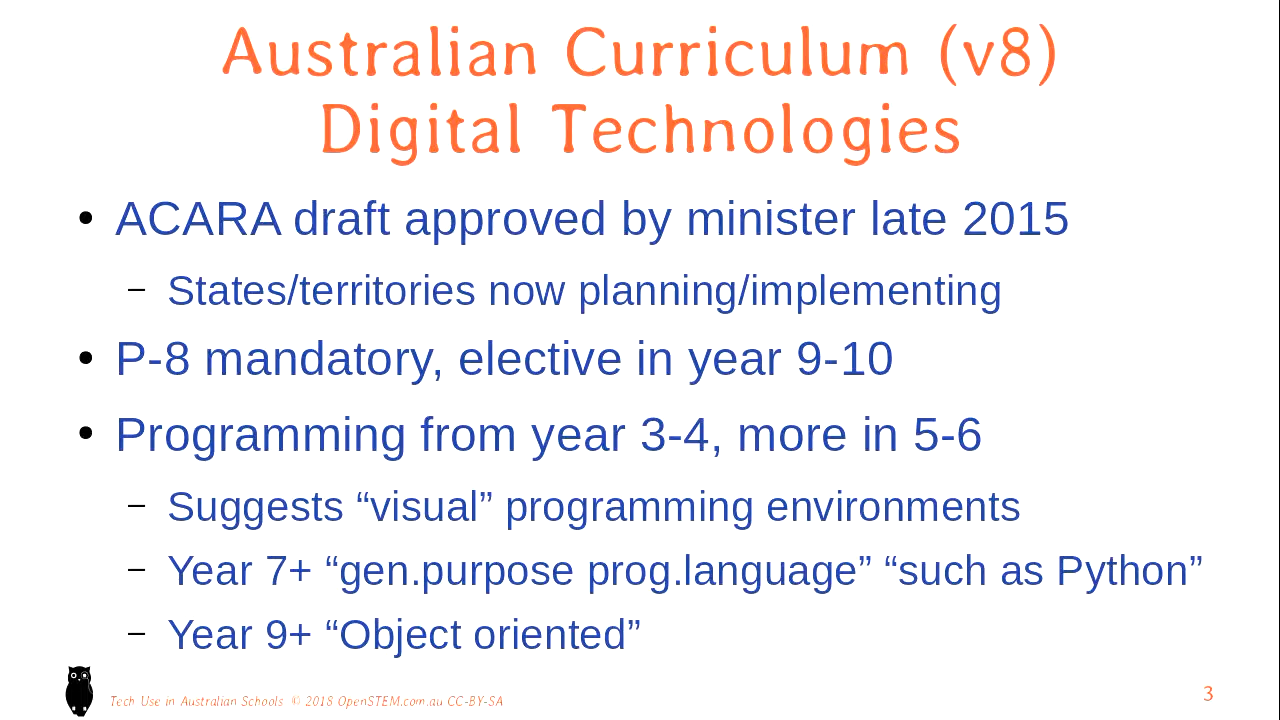 Australian Curriculum (v8)
Digital Technologies
● ACARA draft approved by minister late 2015
– States/territories now planning/implementing
● P-8 mandatory, elective in year 9-10
● Programming from year 3-4, more in 5-6
– Suggests “visual” programming environments
– Year 7+ “gen.purpose prog.language” “such as Python”
– Year 9+ “Object oriented”
Tech Use in Australian Schools © 2018 OpenSTEM.com.au CC-BY-SA
3